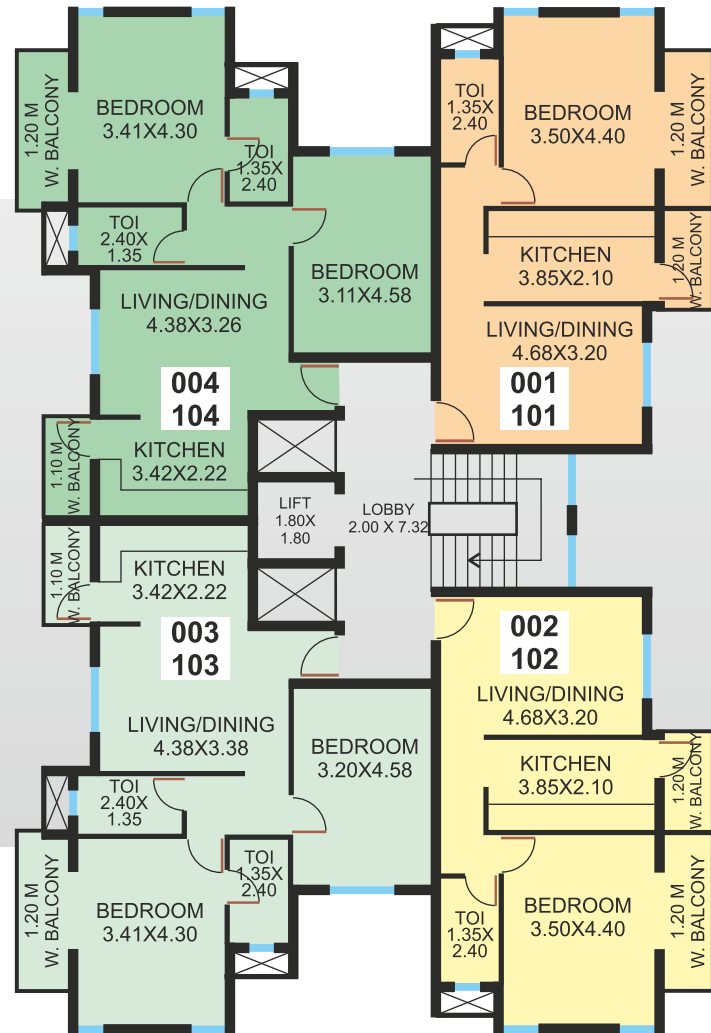 1.20 M
W. BALCONY
BEDROOM
3.41X4.30
TOI
1.35X
2.40
TOI
2.40X
1.35
BEDROOM
3.11X4.58
LIVING/DINING
4.38X3.26
004
104
KITCHEN
3.42X2.22
1.10 M
W. BALCONY
TOI
1.35X
2.40
BEDROOM
3.50X4.40
1.20 M
W. BALCONY
KITCHEN
3.85X2.10
1.20 M
W. BALCONY
LIVING/DINING
4.68X3.20
001
101
LIFT
1.80X
1.80
LOBBY
2.00 X 7.32
1.10 M
W. BALCONY
KITCHEN
3.42X2.22
003
103
LIVING/DINING
4.38X3.38
BEDROOM
3.20X4.58
TOI
2.40X
1.35
TOI
1.35X
2.40
1.20 M
W. BALCONY
BEDROOM
3.41X4.30
002
102
LIVING/DINING
4.68X3.20
KITCHEN
3.85X2.10
1.20 M
W. BALCONY
TOI
1.35X
2.40
BEDROOM
3.50X4.40
1.20 M
W. BALCONY